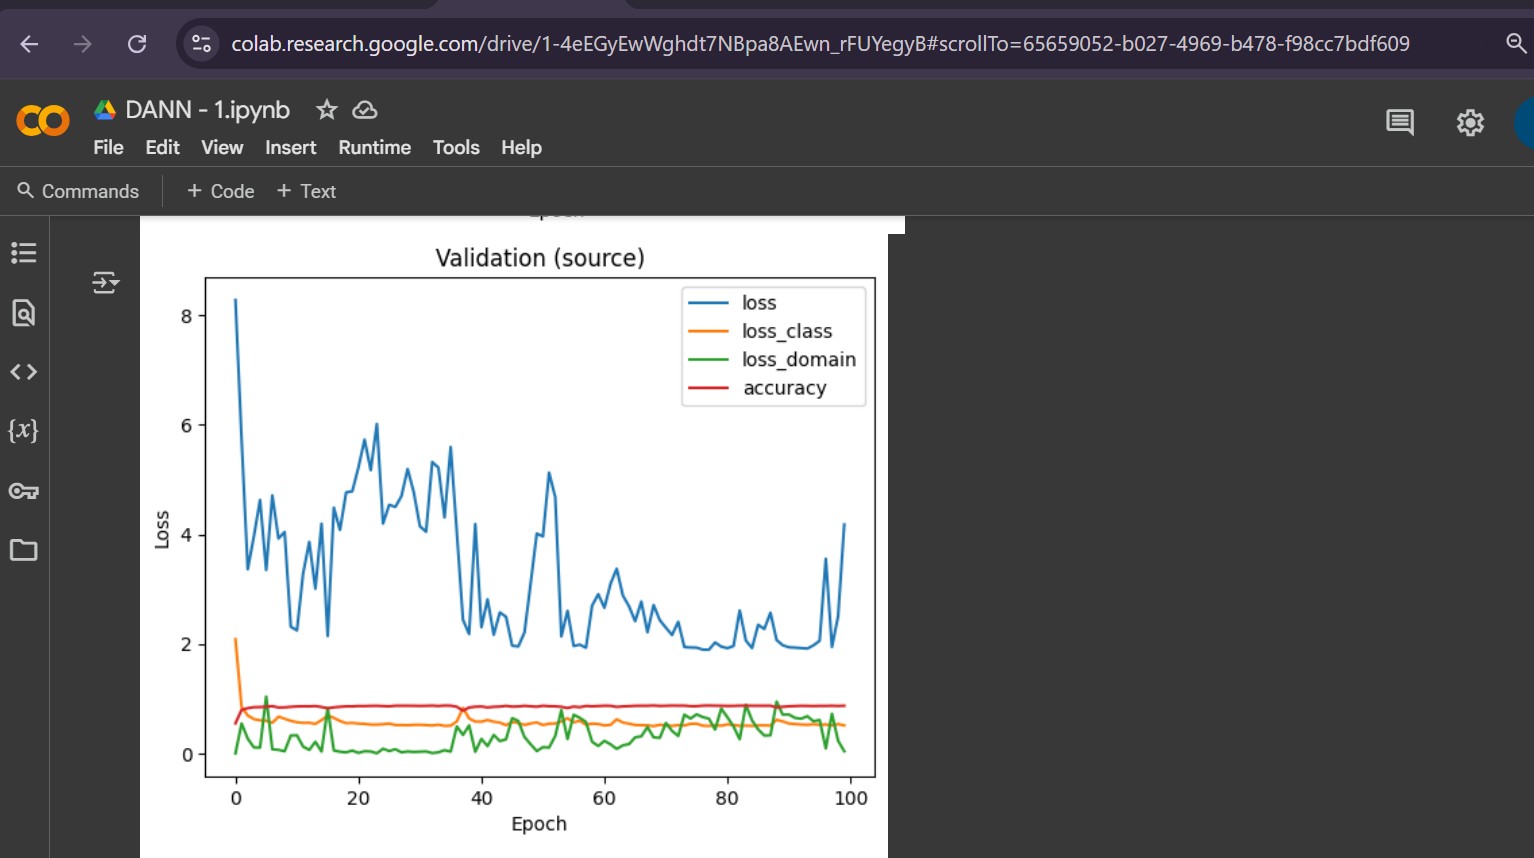 colab.research.google.com/drive/1-4eEGyEwWghdt7NBpa8AEwn_rFUYegyB#scrollTo=65659052-b027-4969-b478-f98cc7bdf609
DANN - 1.ipynb
File Edit View Insert Runtime Tools Help
Commands + Code + Text
Validation (source)
loss
loss_class
loss_domain
accuracy
8
6
4
2
0
Loss
0 20 40 60 80 100
Epoch